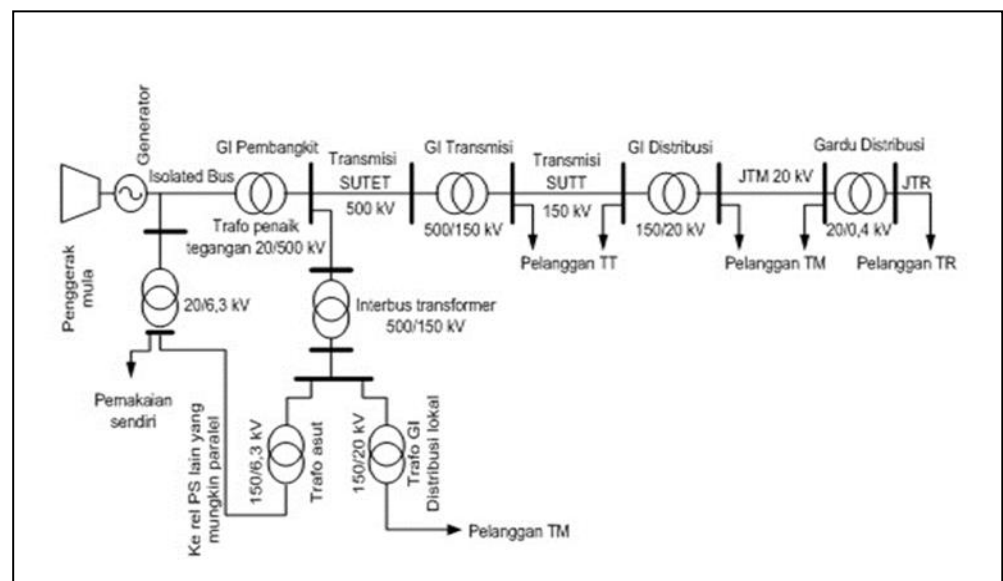 Generator
GI Pembangkit
Isolated Bus
Trafo penaik
tegangan 20/500 kV
Transmisi
SUTET
500 kV
GI Transmisi
500/150 kV
Transmisi
SUTT
150 kV
GI Distribusi
150/20 kV
JTM 20 kV
Gardu Distribusi
20/0,4 kV
JTR
Pelanggan TT
Pelanggan TM
Pelanggan TR
Penggerak
mula
20/6,3 kV
Interbus transformer
500/150 kV
Pemakaian
sendiri
Ke rel PS lain yang
mungkin paralel
150/6,3 kV
Trafo asut
150/20 kV
Trafo GI
Distribusi lokal
Pelanggan TM